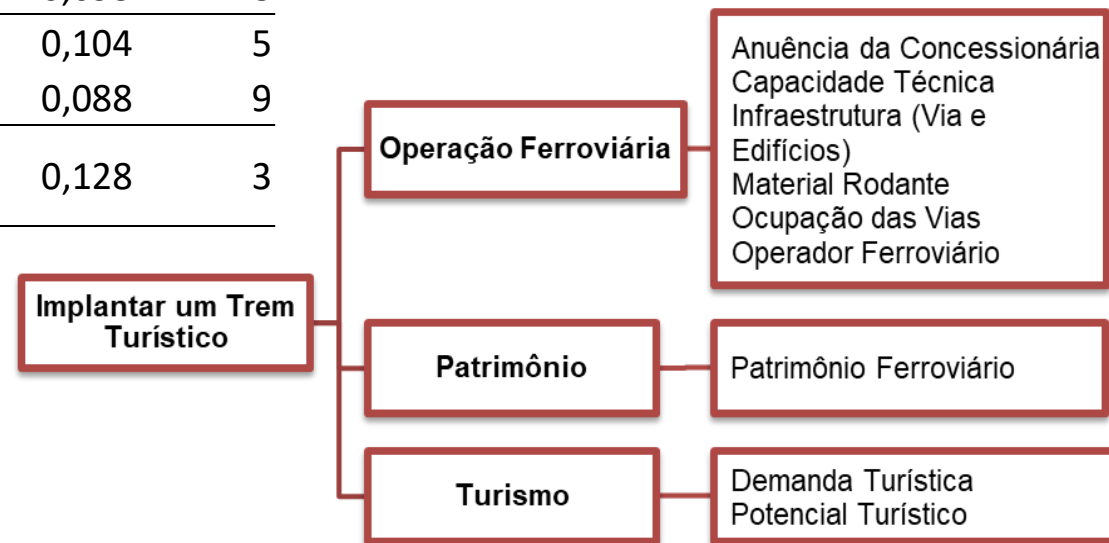 0,104 5
0,088 9
0,128 3
Implantar um Trem
Turístico
Operação Ferroviária
Anuência da Concessionária
Capacidade Técnica
Infraestrutura (Via e
Edifícios)
Material Rodante
Ocupação das Vias
Operador Ferroviário
Patrimônio
Patrimônio Ferroviário
Turismo
Demanda Turística
Potencial Turístico